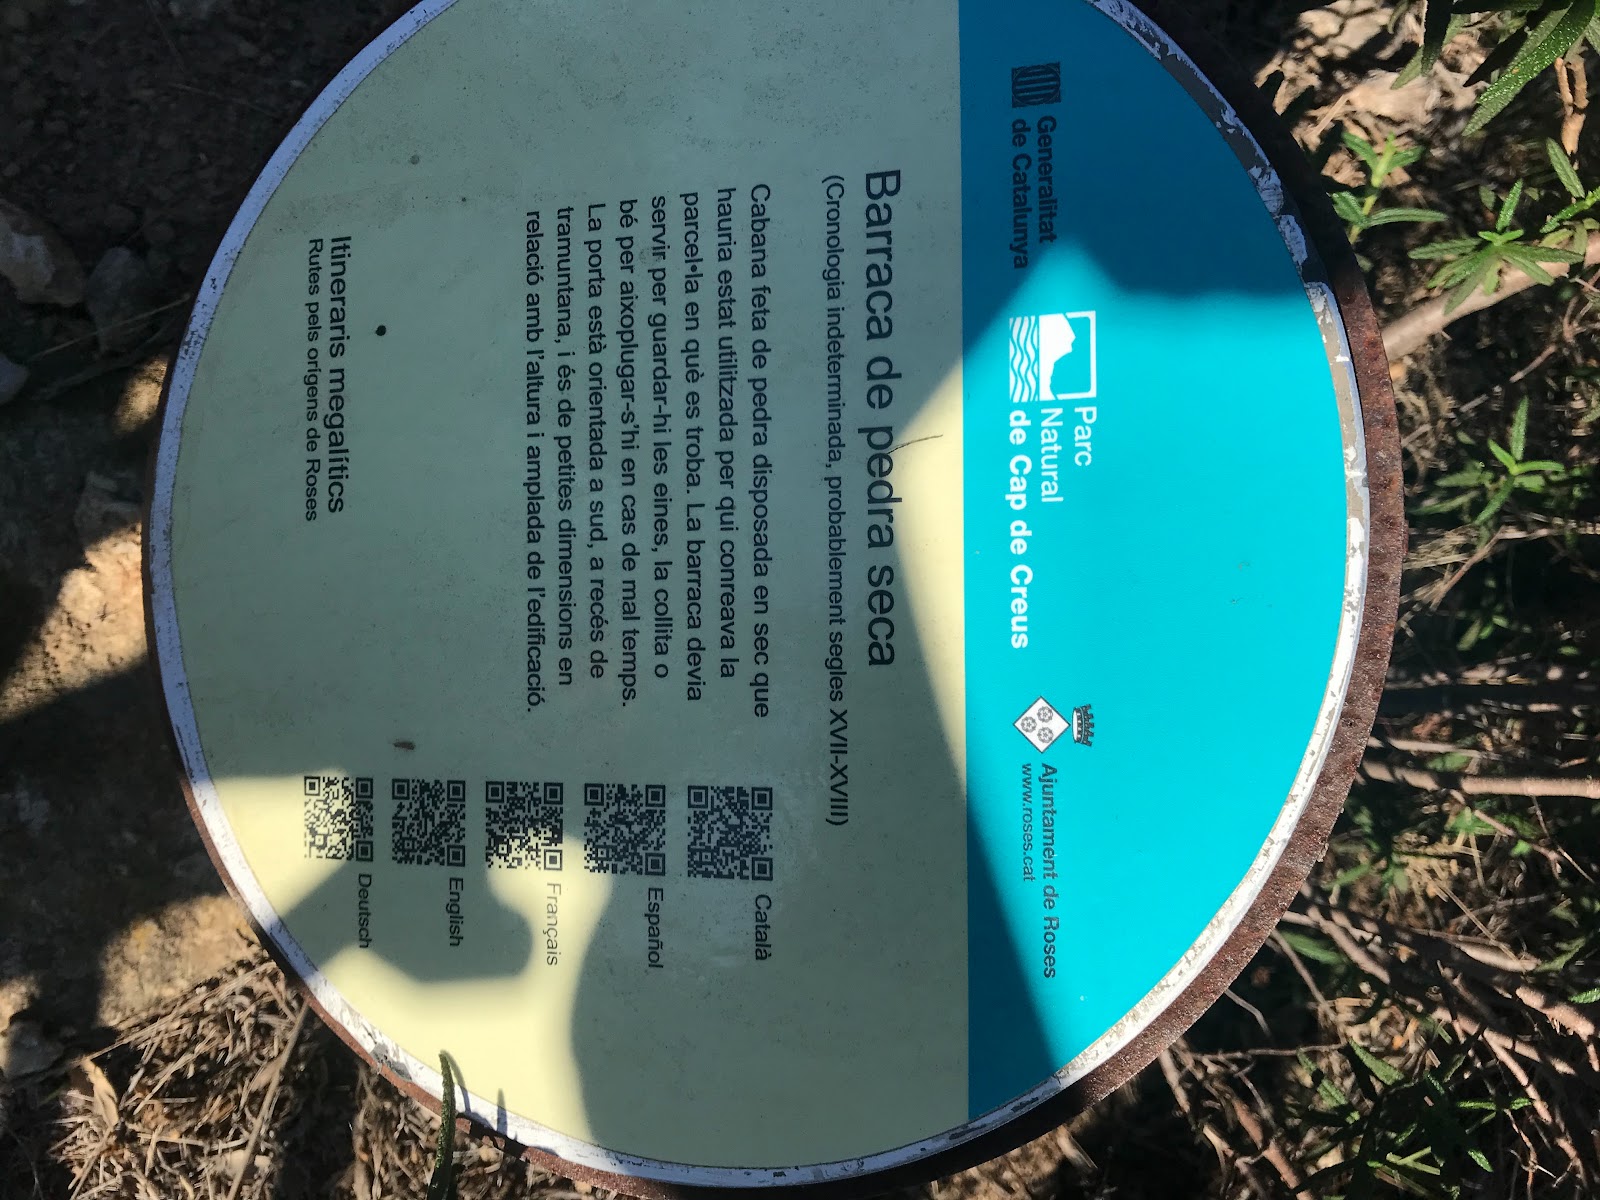 Generalitat
de Catalunya
Parc
Natural
de Cap de Creus
Ajuntament de Roses
www.roses.cat
Barraca de pedra seca
(Cronologia indeterminada, probablement segles XVII-XVIII)
Cabana feta de pedra disposada en sec que
hauria estat utilitzada per qui conreava la
parcel•la en què es troba. La barraca devia
servir per guardar-hi les eines, la collita o
bé per aixoplugar-s'hi en cas de mal temps.
La porta està orientada a sud, a recés de
tramuntana, i és de petites dimensions en
relació amb l'altura i amplada de l'edificació.
Català
Español
Français
English
Deutsch
Itineraris megalítics
Rutes pels orígens de Roses